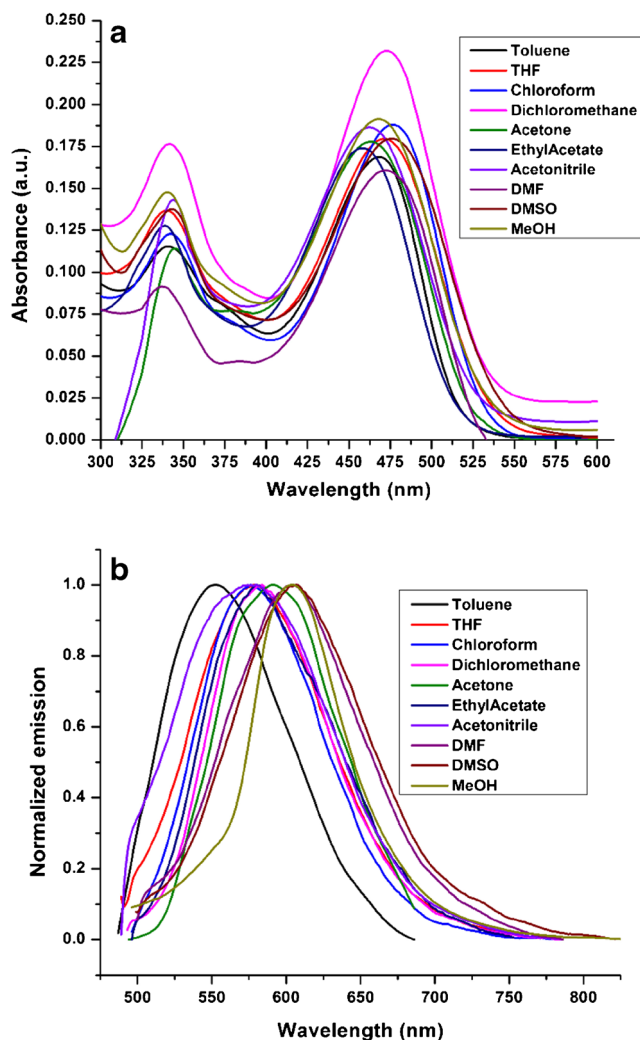 a
0.250
0.225
0.200
0.175
0.150
0.125
0.100
0.075
0.050
0.025
0.000
Absorbance (a.u.)
Toluene
THF
Chloroform
Dichloromethane
Acetone
EthylAcetate
Acetonitrile
DMF
DMSO
MeOH
300 325 350 375 400 425 450 475 500 525 550 575 600
Wavelength (nm)
b
1.0
0.8
0.6
0.4
0.2
0.0
Normalized emission
Toluene
THF
Chloroform
Dichloromethane
Acetone
EthylAcetate
Acetonitrile
DMF
DMSO
MeOH
500 550 600 650 700 750 800
Wavelength (nm)